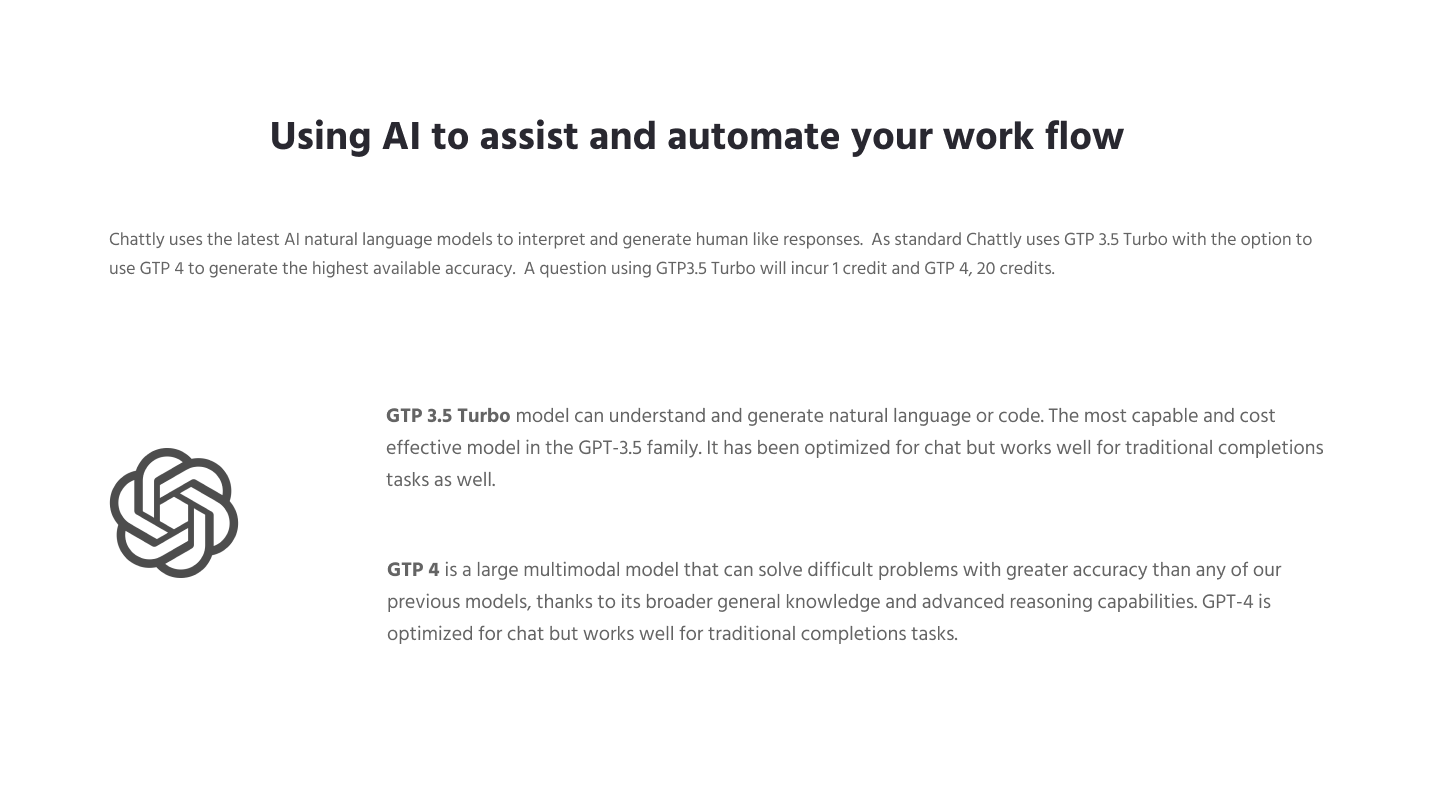 Using AI to assist and automate your work flow
Chattly uses the latest AI natural language models to interpret and generate human like responses.  As standard Chattly uses GTP 3.5 Turbo with the option to
use GTP 4 to generate the highest available accuracy.  A question using GTP3.5 Turbo will incur 1 credit and GTP 4, 20 credits.
GTP 3.5 Turbo model can understand and generate natural language or code. The most capable and cost
effective model in the GPT-3.5 family. It has been optimized for chat but works well for traditional completions
tasks as well.
GTP 4 is a large multimodal model that can solve difficult problems with greater accuracy than any of our
previous models, thanks to its broader general knowledge and advanced reasoning capabilities. GPT-4 is
optimized for chat but works well for traditional completions tasks.